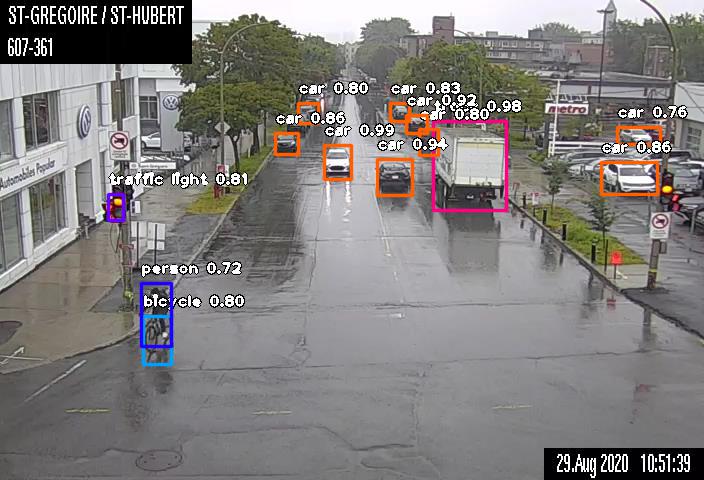 ST-GREGOIRE / ST-HUBERT
607-361
car 0.80
car 0.83
car 0.92
0.98
car 0.86
car 0.99
ar 0.80
car 0.94
metro
car 0.76
car 0.86
Automobiles Popular
traffic light 0.81
person 0.72
bicycle 0.80
29.Aug 2020 10:51:39